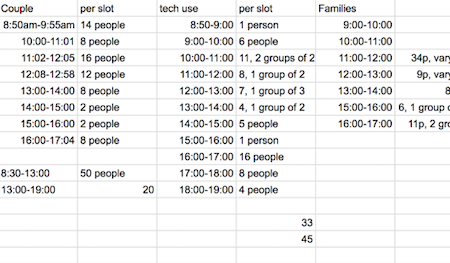 Couple per slot tech use per slot Families
8:50am-9:55am 14 people 8:50-9:00 1 person 9:00-10:00
10:00-11:01 8 people 9:00-10:00 6 people 10:00-11:00
11:02-12:05 16 people 10:00-11:00 11, 2 groups of 2 11:00-12:00 34p, vary
12:08-12:58 12 people 11:00-12:00 8, 1 group of 2 12:00-13:00 9p, vary
13:00-14:00 8 people 12:00-13:00 7, 1 group of 3 13:00-14:00 8
14:00-15:00 2 people 13:00-14:00 4, 1 group of 2 15:00-16:00 6, 1 group
15:00-16:00 2 people 14:00-15:00 5 people 16:00-17:00 11p, 2
16:00-17:04 8 people 15:00-16:00 1 person
16:00-17:00 16 people
8:30-13:00 50 people 17:00-18:00 8 people
13:00-19:00 20 18:00-19:00 4 people
33
45